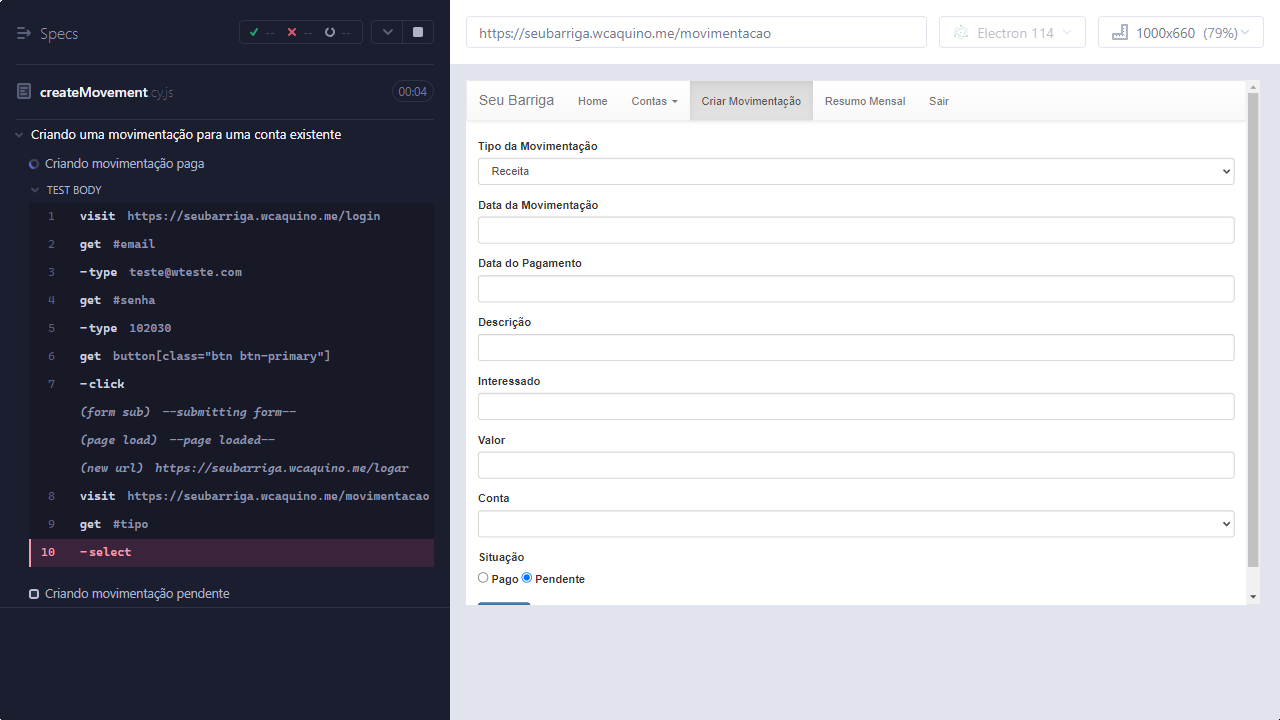 Specs
-- -- --
createMovement.cy.js
00:04
Criando uma movimentação para uma conta existente
Criando movimentação paga
TEST BODY
1 visit https://seubarriga.wcaquino.me/login
2 get #email
3 -type teste@wteste.com
4 get #senha
5 -type 102030
6 get button[class="btn btn-primary"]
7 -click
(form sub) --submitting form--
(page load) --page loaded--
(new url) https://seubarriga.wcaquino.me/logar
8 visit https://seubarriga.wcaquino.me/movimentacao
9 get #tipo
10 -select
Criando movimentação pendente
https://seubarriga.wcaquino.me/movimentacao
Electron 114
1000x660 (79%)
Seu Barriga Home Contas Criar Movimentação Resumo Mensal Sair
Tipo da Movimentação
Receita
Data da Movimentação
Data do Pagamento
Descrição
Interessado
Valor
Conta
Situação
Pago Pendente